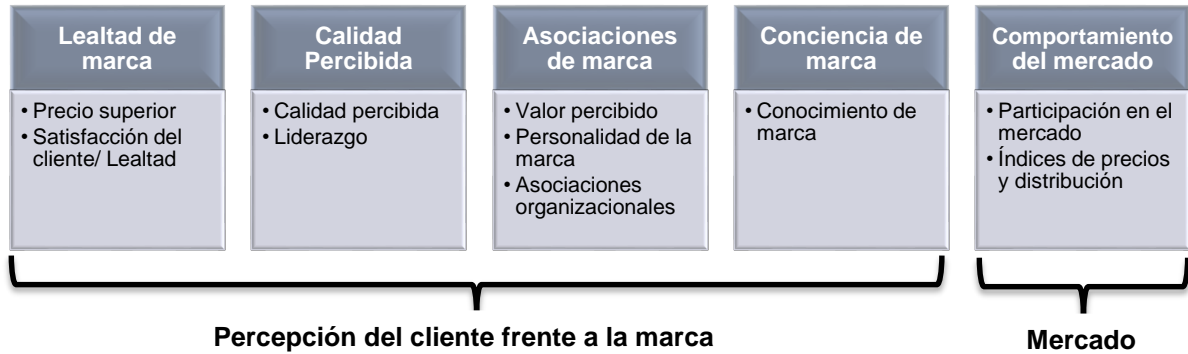 Lealtad de
marca
• Precio superior
• Satisfacción del
cliente/ Lealtad
Calidad
Percibida
• Calidad percibida
• Liderazgo
Asociaciones
de marca
• Valor percibido
• Personalidad de la
marca
• Asociaciones
organizacionales
Conciencia de
marca
• Conocimiento de
marca
Comportamiento
del mercado
• Participación en el
mercado
• Índices de precios
y distribución
Percepción del cliente frente a la marca
Mercado